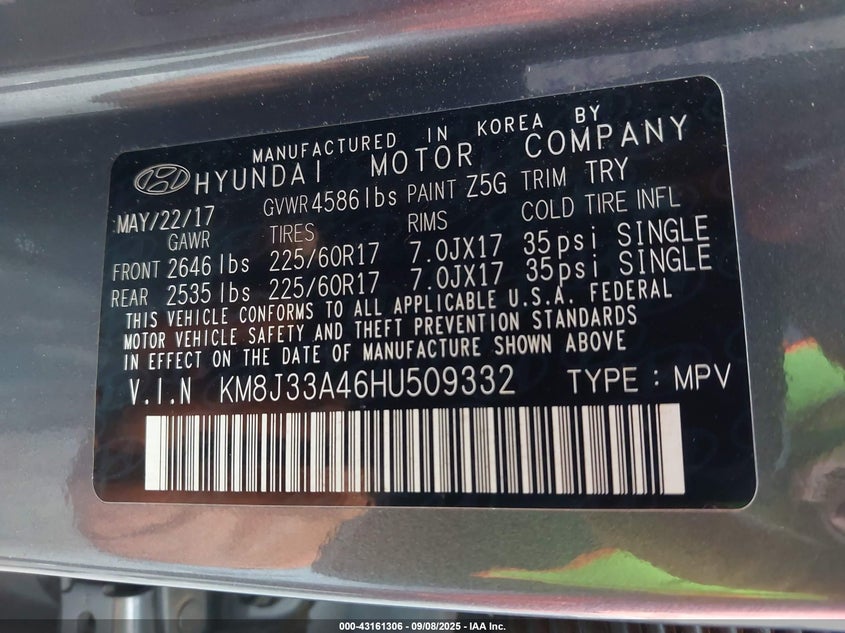 MANUFACTURED IN KOREA BY
HYUNDAI MOTOR COMPANY
MAY/22/17 GVWR 4586 lbs PAINT Z5G TRIM TRY
GAWR TIRES RIMS COLD TIRE INFL
FRONT 2646 lbs 225/60R17 7.0JX17 35psi SINGLE
REAR 2535 lbs 225/60R17 7.0JX17 35psi SINGLE
THIS VEHICLE CONFORMS TO ALL APPLICABLE U.S.A. FEDERAL
MOTOR VEHICLE SAFETY AND THEFT PREVENTION STANDARDS
IN EFFECT ON THE DATE OF MANUFACTURE SHOWN ABOVE
V.I.N KM8J33A46HU509332 TYPE : MPV
000-43161306 - 09/08/2025 - IAA Inc.